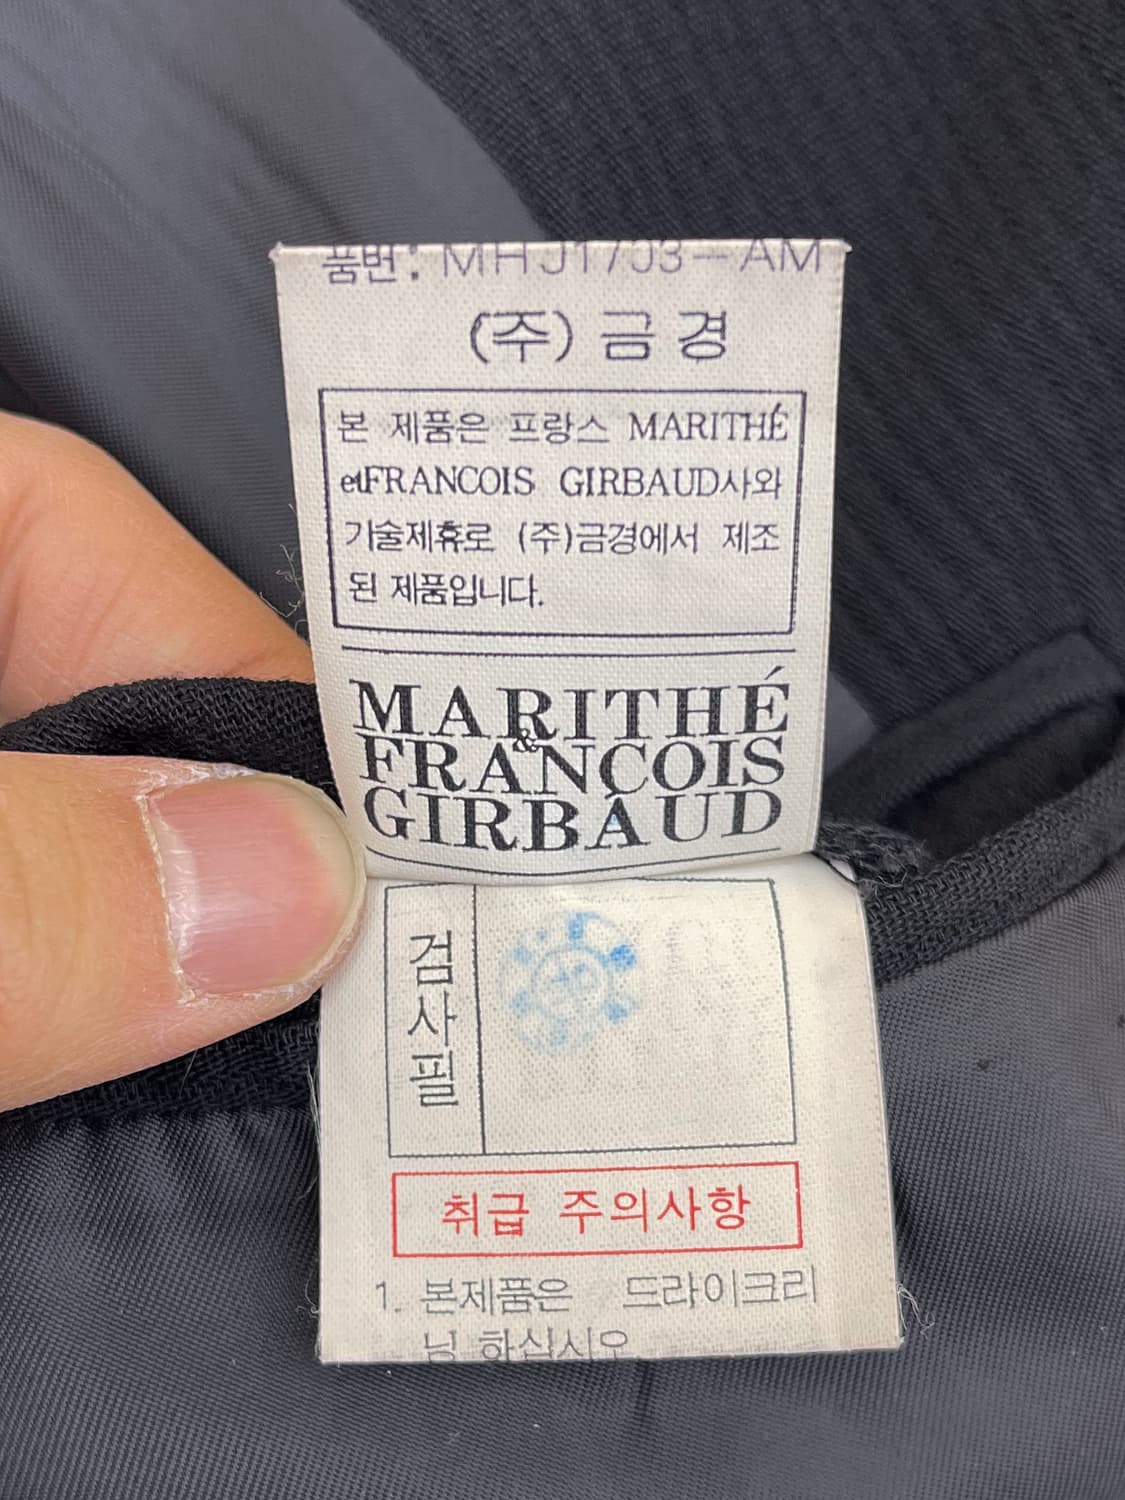 품번: MHJ1703-AM
(주) 금경
본 제품은 프랑스 MARITHÉ
etFRANCOIS GIRBAUD사와
기술제휴로 (주)금경에서 제조
된 제품입니다.
MARITHÉ
&
FRANÇOIS
GIRBAUD
검사필
취급 주의사항
1. 본제품은 드라이크리
닝 하십시오